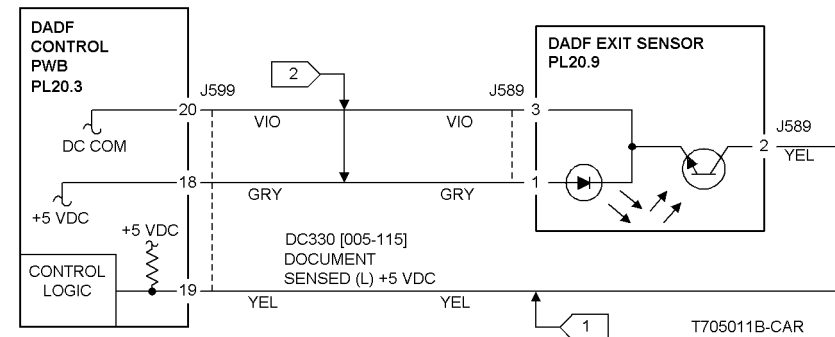 DADF
CONTROL
PWB
PL20.3
DADF EXIT SENSOR
PL20.9
2
J599
J589
20
VIO
VIO
3
J589
DC COM
2
YEL
18
GRY
GRY
1
+5 VDC
+5 VDC
DC330 [005-115]
DOCUMENT
SENSED (L) +5 VDC
CONTROL
LOGIC
19
YEL
YEL
1
T705011B-CAR